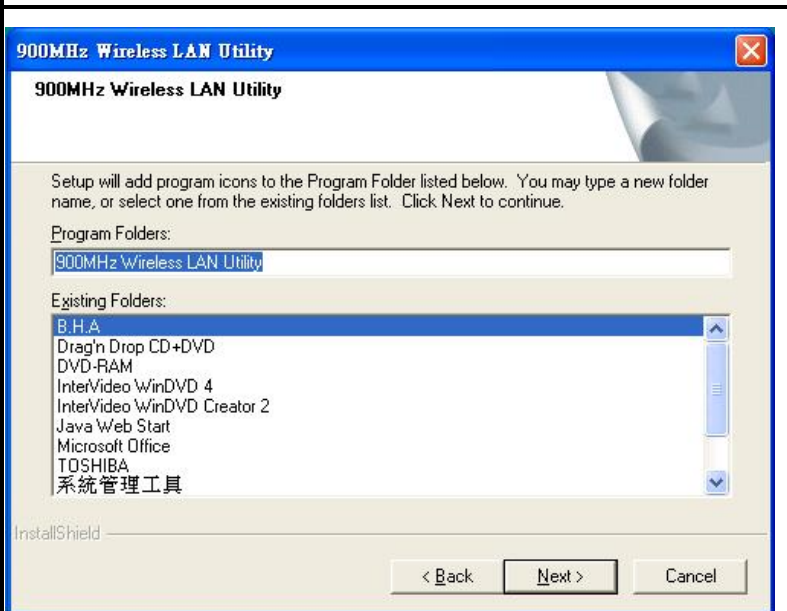 900MHz Wireless LAN Utility
900MHz Wireless LAN Utility
Setup will add program icons to the Program Folder listed below. You may type a new folder
name, or select one from the existing folders list. Click Next to continue.
Program Folders:
900MHz Wireless LAN Utility
Existing Folders:
B.H.A
Drag'n Drop CD+DVD
DVD-RAM
InterVideo WinDVD 4
InterVideo WinDVD Creator 2
Java Web Start
Microsoft Office
TOSHIBA
系統管理工具
InstallShield
< Back Next > Cancel